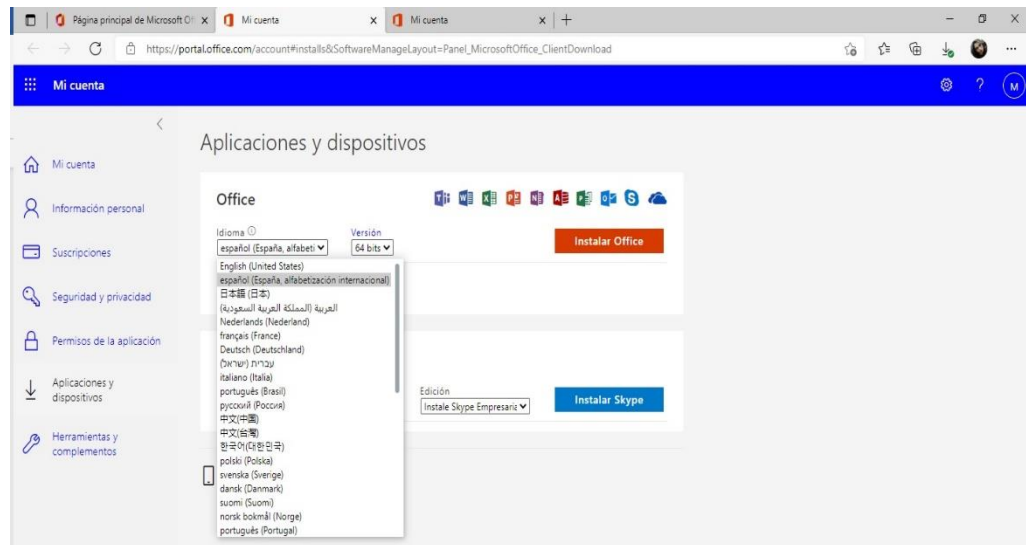 Página principal de Microsoft Of
Mi cuenta
Mi cuenta
https://portal.office.com/account#installs&SoftwareManageLayout=Panel_MicrosoftOffice_ClientDownload
Mi cuenta
?
M
Mi cuenta
Información personal
Suscripciones
Seguridad y privacidad
Permisos de la aplicación
Aplicaciones y
dispositivos
Herramientas y
complementos
Aplicaciones y dispositivos
Office
Idioma
Versión
español (España, alfabeti
64 bits
Instalar Office
English (United States)
español (España, alfabetización internacional)
日本語 (日本)
العربية (المملكة العربية السعودية)
Nederlands (Nederland)
français (France)
Deutsch (Deutschland)
עברית (ישראל)
italiano (Italia)
português (Brasil)
русский (Россия)
中文(中国)
中文(台灣)
한국어(대한민국)
polski (Polska)
svenska (Sverige)
dansk (Danmark)
suomi (Suomi)
norsk bokmål (Norge)
português (Portugal)
Edición
Instale Skype Empresaria
Instalar Skype